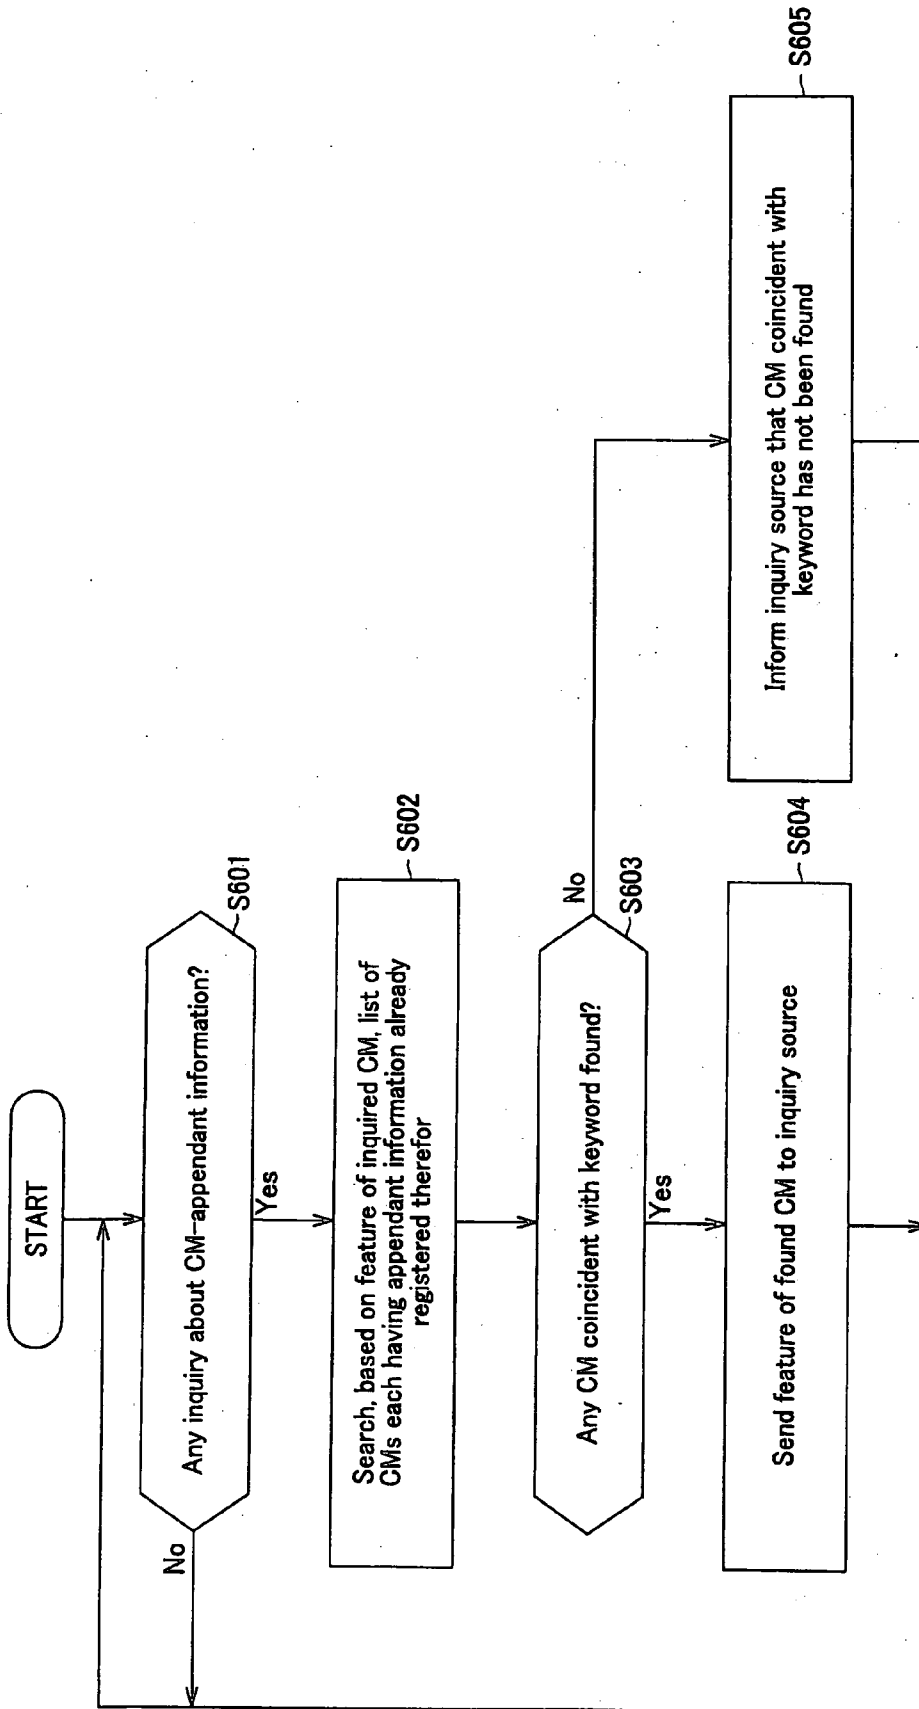 START
Any inquiry about CM-appendant information?
S601
No
Yes
Search, based on feature of inquired CM, list of
CMs each having appendant information already
registered therefor
S602
Any CM coincident with keyword found?
S603
No
Yes
Send feature of found CM to inquiry source
S604
Inform inquiry source that CM coincident with
keyword has not been found
S605